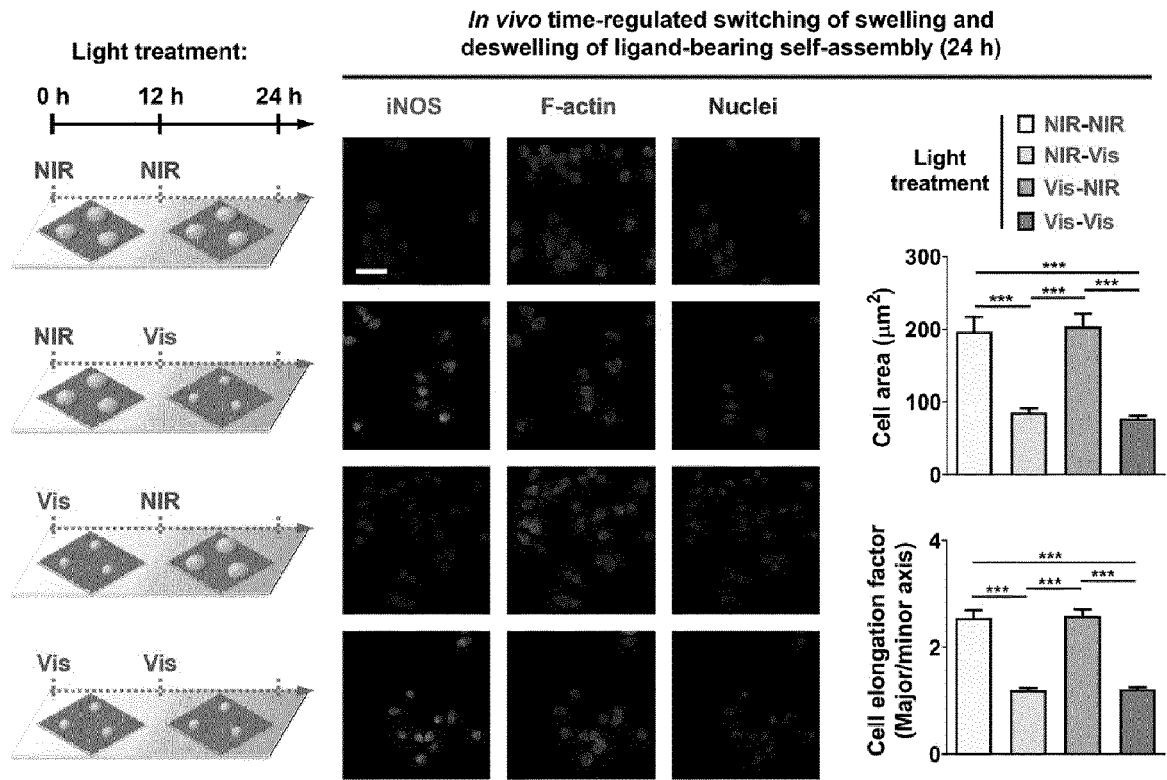 In vivo time-regulated switching of swelling and
deswelling of ligand-bearing self-assembly (24 h)
Light treatment:
0 h 12 h 24 h
iNOS F-actin Nuclei
NIR NIR
NIR Vis
Vis NIR
Vis Vis
Light
treatment
NIR-NIR
NIR-Vis
Vis-NIR
Vis-Vis
Cell area (μm²)
300
200
100
0
***
*** *** ***
Cell elongation factor
(Major/minor axis)
4
2
0
***
*** *** ***